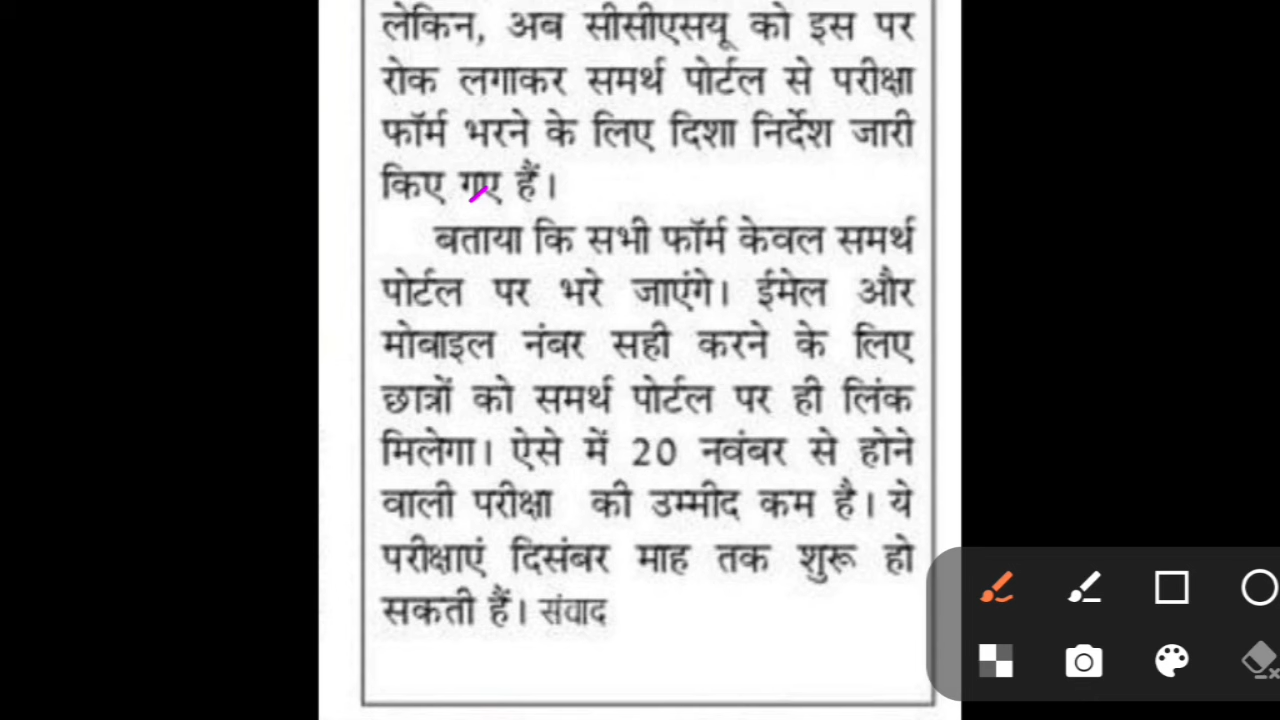 लेकिन, अब सीसीएसयू को इस पर
रोक लगाकर समर्थ पोर्टल से परीक्षा
फॉर्म भरने के लिए दिशा निर्देश जारी
किए गए हैं।
बताया कि सभी फॉर्म केवल समर्थ
पोर्टल पर भरे जाएंगे। ईमेल और
मोबाइल नंबर सही करने के लिए
छात्रों को समर्थ पोर्टल पर ही लिंक
मिलेगा। ऐसे में 20 नवंबर से होने
वाली परीक्षा की उम्मीद कम है। ये
परीक्षाएं दिसंबर माह तक शुरू हो
सकती हैं। संवाद